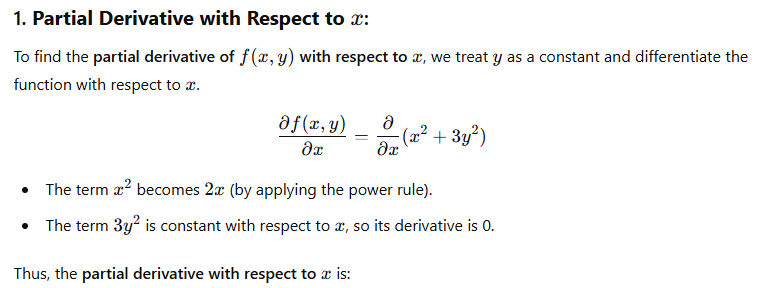 1. Partial Derivative with Respect to x:
To find the partial derivative of f(x, y) with respect to x, we treat y as a constant and differentiate the
function with respect to x.
∂f(x, y)/∂x = ∂/∂x (x² + 3y²)
• The term x² becomes 2x (by applying the power rule).
• The term 3y² is constant with respect to x, so its derivative is 0.
Thus, the partial derivative with respect to x is: